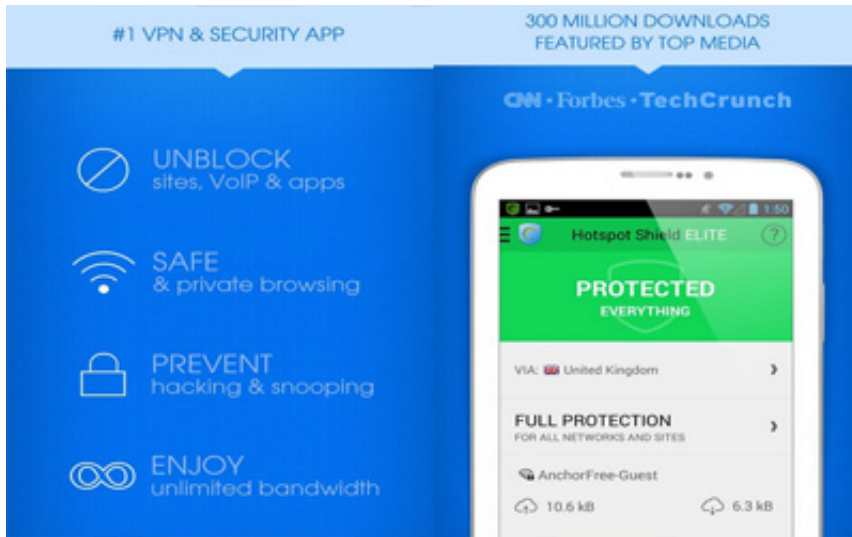 #1 VPN & SECURITY APP
UNBLOCK
sites, VoIP & apps
SAFE
& private browsing
PREVENT
hacking & snooping
ENJOY
unlimited bandwidth
300 MILLION DOWNLOADS
FEATURED BY TOP MEDIA
CNN • Forbes • TechCrunch
1:50
Hotspot Shield ELITE ?
PROTECTED
EVERYTHING
VIA: United Kingdom
FULL PROTECTION
FOR ALL NETWORKS AND SITES
AnchorFree-Guest
10.6 kB 6.3 kB